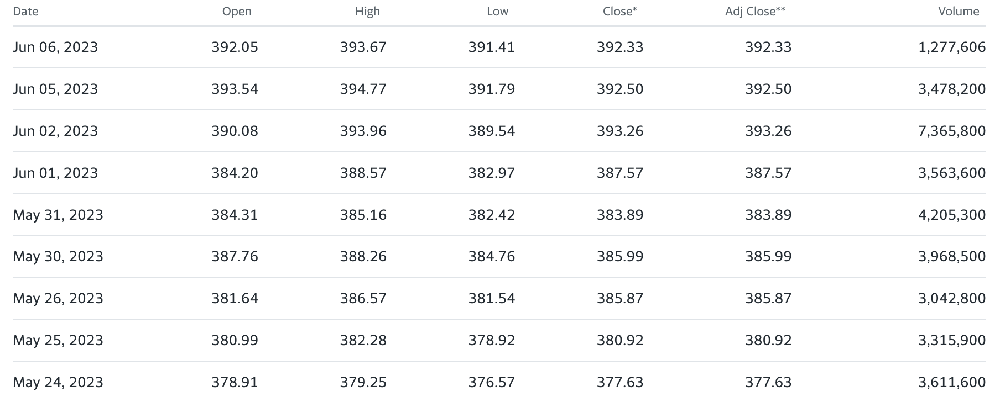 Date Open High Low Close* Adj Close** Volume
Jun 06, 2023 392.05 393.67 391.41 392.33 392.33 1,277,606
Jun 05, 2023 393.54 394.77 391.79 392.50 392.50 3,478,200
Jun 02, 2023 390.08 393.96 389.54 393.26 393.26 7,365,800
Jun 01, 2023 384.20 388.57 382.97 387.57 387.57 3,563,600
May 31, 2023 384.31 385.16 382.42 383.89 383.89 4,205,300
May 30, 2023 387.76 388.26 384.76 385.99 385.99 3,968,500
May 26, 2023 381.64 386.57 381.54 385.87 385.87 3,042,800
May 25, 2023 380.99 382.28 378.92 380.92 380.92 3,315,900
May 24, 2023 378.91 379.25 376.57 377.63 377.63 3,611,600